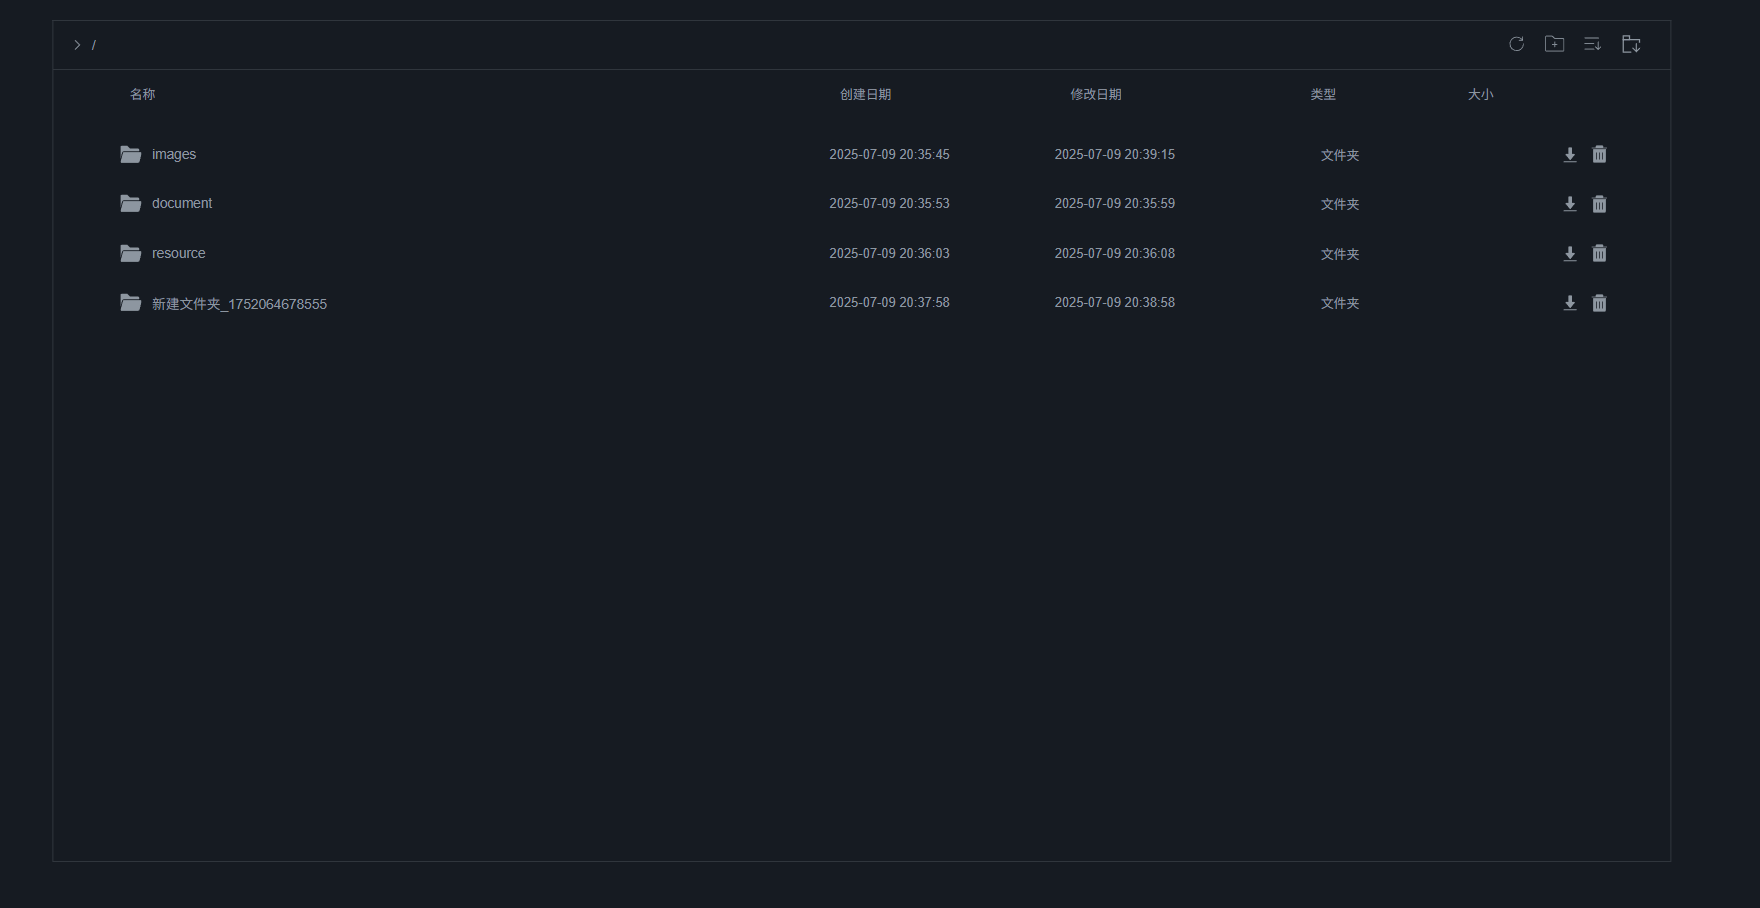 > /
名称 创建日期 修改日期 类型 大小
images 2025-07-09 20:35:45 2025-07-09 20:39:15 文件夹
document 2025-07-09 20:35:53 2025-07-09 20:35:59 文件夹
resource 2025-07-09 20:36:03 2025-07-09 20:36:08 文件夹
新建文件夹_1752064678555 2025-07-09 20:37:58 2025-07-09 20:38:58 文件夹